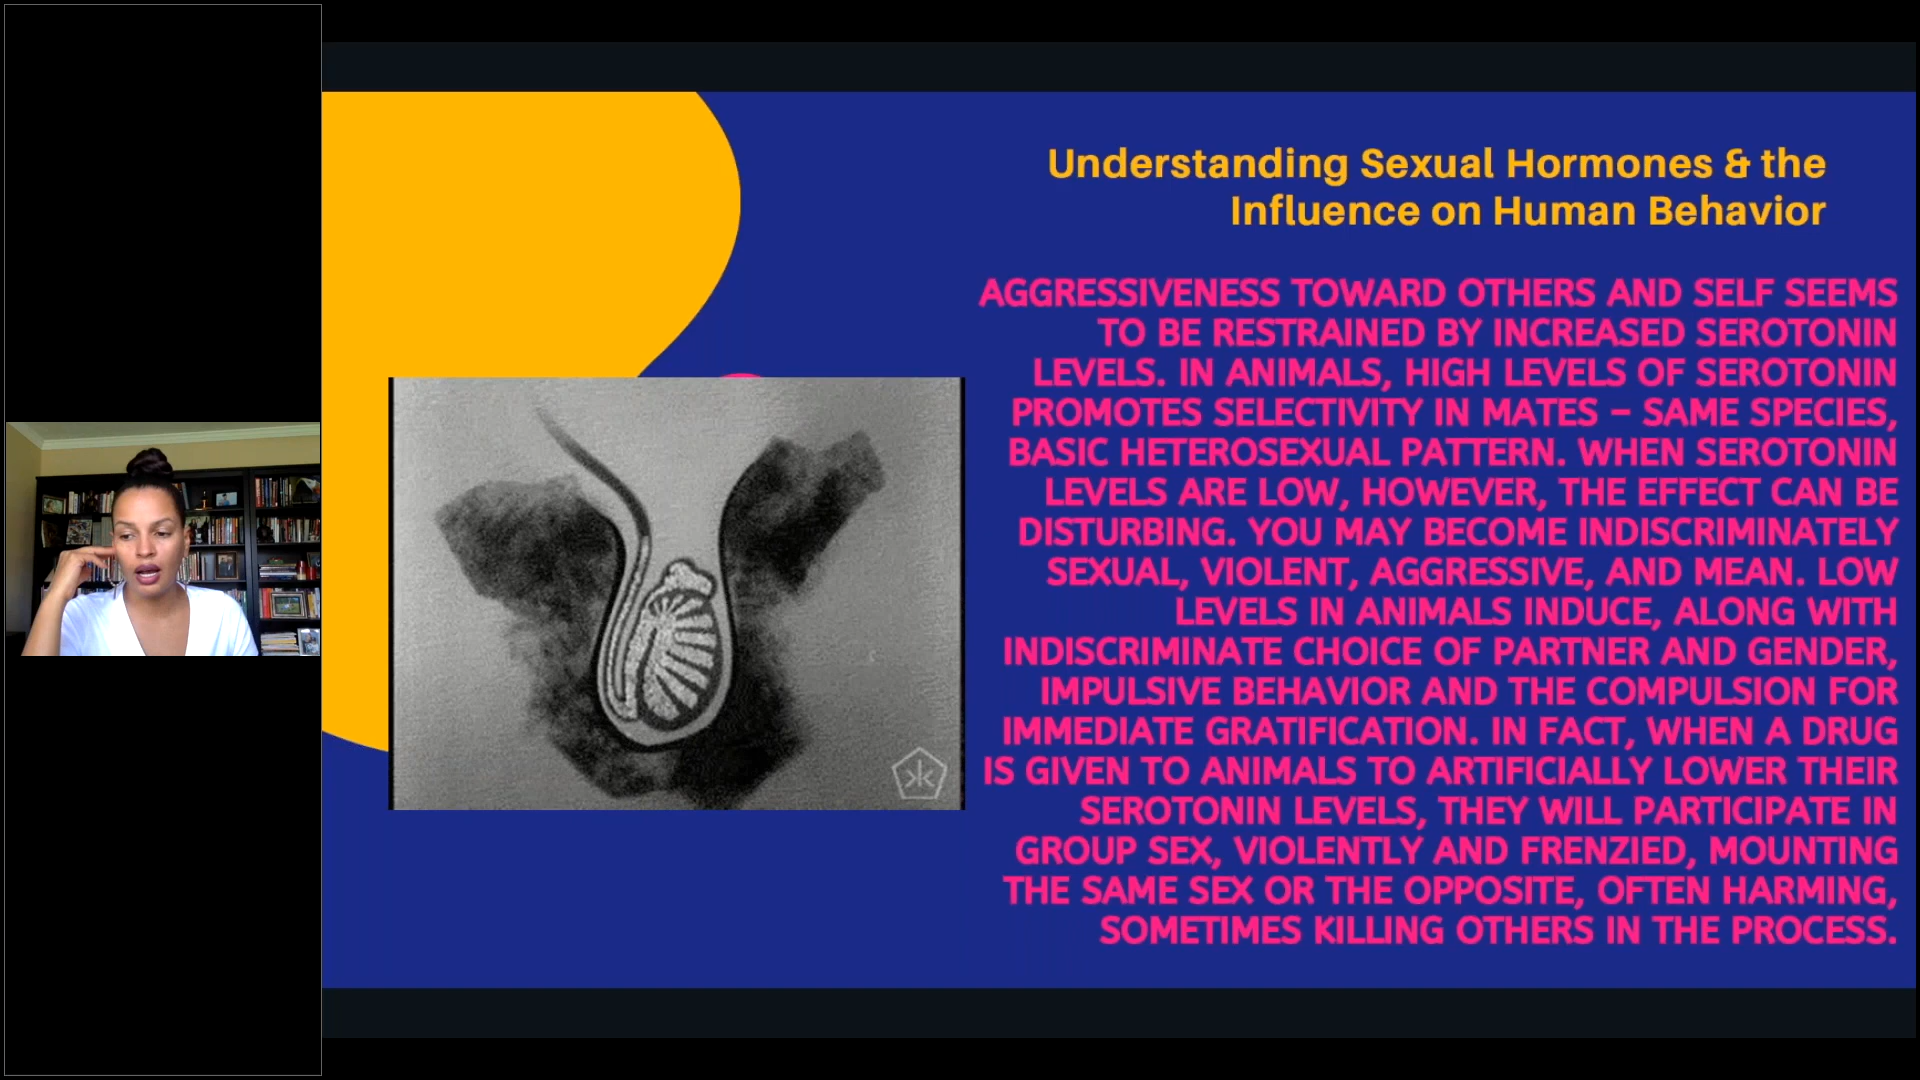 Understanding Sexual Hormones & the
Influence on Human Behavior
AGGRESSIVENESS TOWARD OTHERS AND SELF SEEMS
TO BE RESTRAINED BY INCREASED SEROTONIN
LEVELS. IN ANIMALS, HIGH LEVELS OF SEROTONIN
PROMOTES SELECTIVITY IN MATES – SAME SPECIES,
BASIC HETEROSEXUAL PATTERN. WHEN SEROTONIN
LEVELS ARE LOW, HOWEVER, THE EFFECT CAN BE
DISTURBING. YOU MAY BECOME INDISCRIMINATELY
SEXUAL, VIOLENT, AGGRESSIVE, AND MEAN. LOW
LEVELS IN ANIMALS INDUCE, ALONG WITH
INDISCRIMINATE CHOICE OF PARTNER AND GENDER,
IMPULSIVE BEHAVIOR AND THE COMPULSION FOR
IMMEDIATE GRATIFICATION. IN FACT, WHEN A DRUG
IS GIVEN TO ANIMALS TO ARTIFICIALLY LOWER THEIR
SEROTONIN LEVELS, THEY WILL PARTICIPATE IN
GROUP SEX, VIOLENTLY AND FRENZIED, MOUNTING
THE SAME SEX OR THE OPPOSITE, OFTEN HARMING,
SOMETIMES KILLING OTHERS IN THE PROCESS.